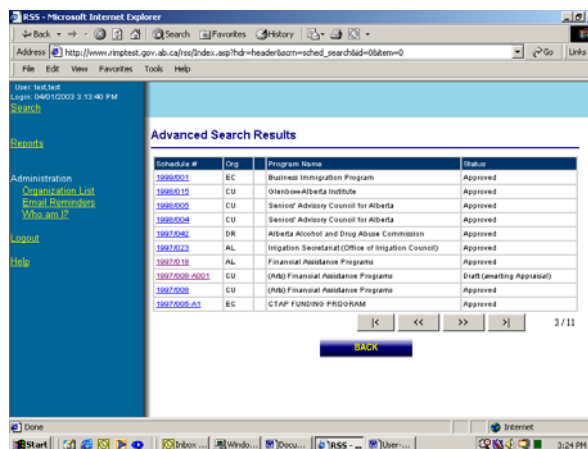 RSS - Microsoft Internet Explorer
Back Search Favorites History
Address http://www.rimptest.gov.ab.ca/rss/Index.asp?hdr=header&scrn=sched_search&id=0&item=0 Go Links
File Edit View Favorites Tools Help
User: test,test
Login: 04/01/2003 3:13:40 PM
Search
Reports
Administration
Organization List
Email Reminders
Who am I?
Logout
Help
Advanced Search Results
Schedule # Org Program Name Status
1999/001 EC Business Immigration Program Approved
1998/015 CU Glenbow-Alberta Institute Approved
1998/005 CU Seniors' Advisory Council for Alberta Approved
1998/004 CU Seniors' Advisory Council for Alberta Approved
1997/042 DR Alberta Alcohol and Drug Abuse Commission Approved
1997/023 AL Irrigation Secretariat (Office of Irrigation Council) Approved
1997/018 AL Financial Assistance Programs Approved
1997/008-A001 CU (Arts) Financial Assistance Programs Draft (awaiting Appraisal)
1997/008 CU (Arts) Financial Assistance Programs Approved
1997/005-A1 EC CTAP FUNDING PROGRAM Approved
|< << >> >| 3 / 11
BACK
Done Internet
Start Inbox ... Windo... Docu... RSS - ... User-... 3:24 PM